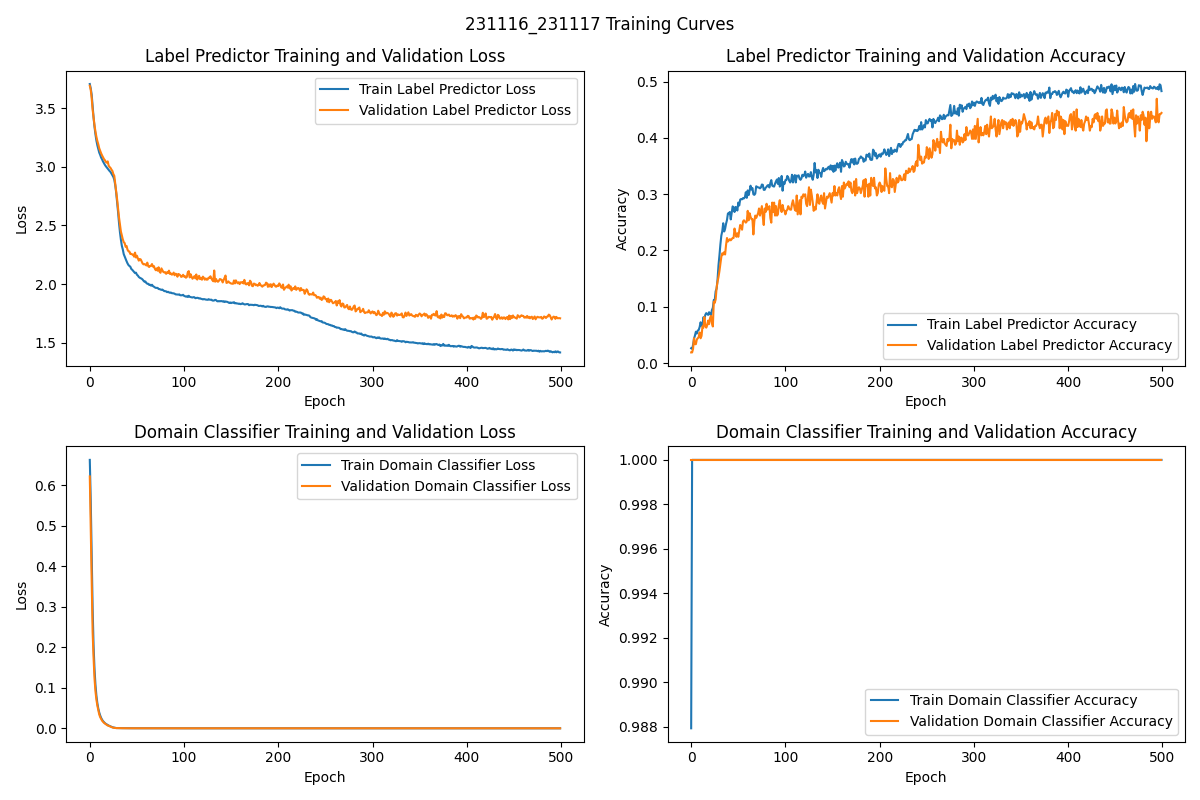 231116_231117 Training Curves
Label Predictor Training and Validation Loss
Train Label Predictor Loss
Validation Label Predictor Loss
3.5
3.0
2.5
2.0
1.5
Loss
0 100 200 300 400 500
Epoch
Label Predictor Training and Validation Accuracy
0.5
0.4
0.3
0.2
0.1
0.0
Accuracy
Train Label Predictor Accuracy
Validation Label Predictor Accuracy
0 100 200 300 400 500
Epoch
Domain Classifier Training and Validation Loss
Train Domain Classifier Loss
Validation Domain Classifier Loss
0.6
0.5
0.4
0.3
0.2
0.1
0.0
Loss
0 100 200 300 400 500
Epoch
Domain Classifier Training and Validation Accuracy
1.000
0.998
0.996
0.994
0.992
0.990
0.988
Accuracy
Train Domain Classifier Accuracy
Validation Domain Classifier Accuracy
0 100 200 300 400 500
Epoch